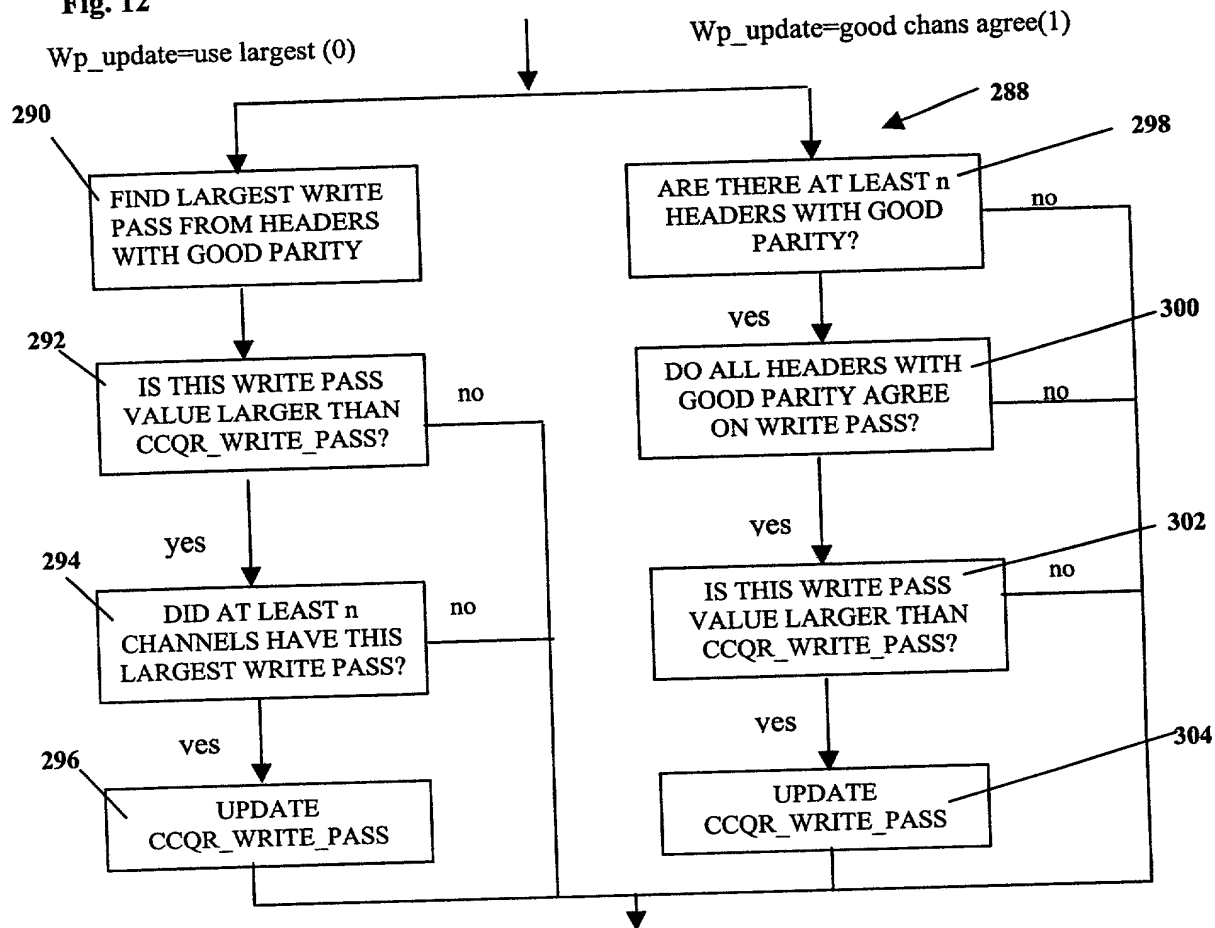 Fig. 12
Wp_update=use largest (0)
Wp_update=good chans agree(1)
288
290
FIND LARGEST WRITE
PASS FROM HEADERS
WITH GOOD PARITY
292
IS THIS WRITE PASS
VALUE LARGER THAN
CCQR_WRITE_PASS?
no
yes
294
DID AT LEAST n
CHANNELS HAVE THIS
LARGEST WRITE PASS?
no
yes
296
UPDATE
CCQR_WRITE_PASS
298
ARE THERE AT LEAST n
HEADERS WITH GOOD
PARITY?
no
yes
300
DO ALL HEADERS WITH
GOOD PARITY AGREE
ON WRITE PASS?
no
yes
302
IS THIS WRITE PASS
VALUE LARGER THAN
CCQR_WRITE_PASS?
no
yes
304
UPDATE
CCQR_WRITE_PASS